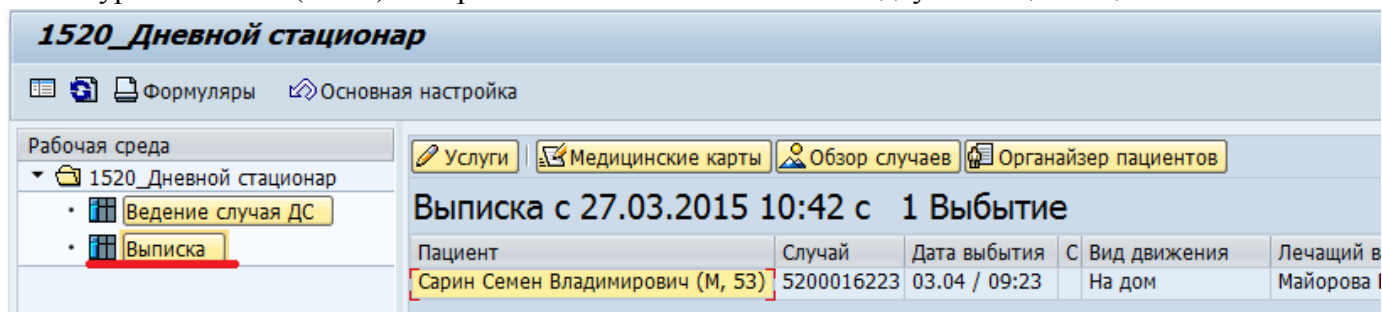 1520_Дневной стационар
Формуляры Основная настройка
Рабочая среда
1520_Дневной стационар
Ведение случая ДС
Выписка
Услуги Медицинские карты Обзор случаев Органайзер пациентов
Выписка с 27.03.2015 10:42 с 1 Выбытие
Пациент Случай Дата выбытия С Вид движения Лечащий в
Сарин Семен Владимирович (М, 53) 5200016223 03.04 / 09:23 На дом Майорова